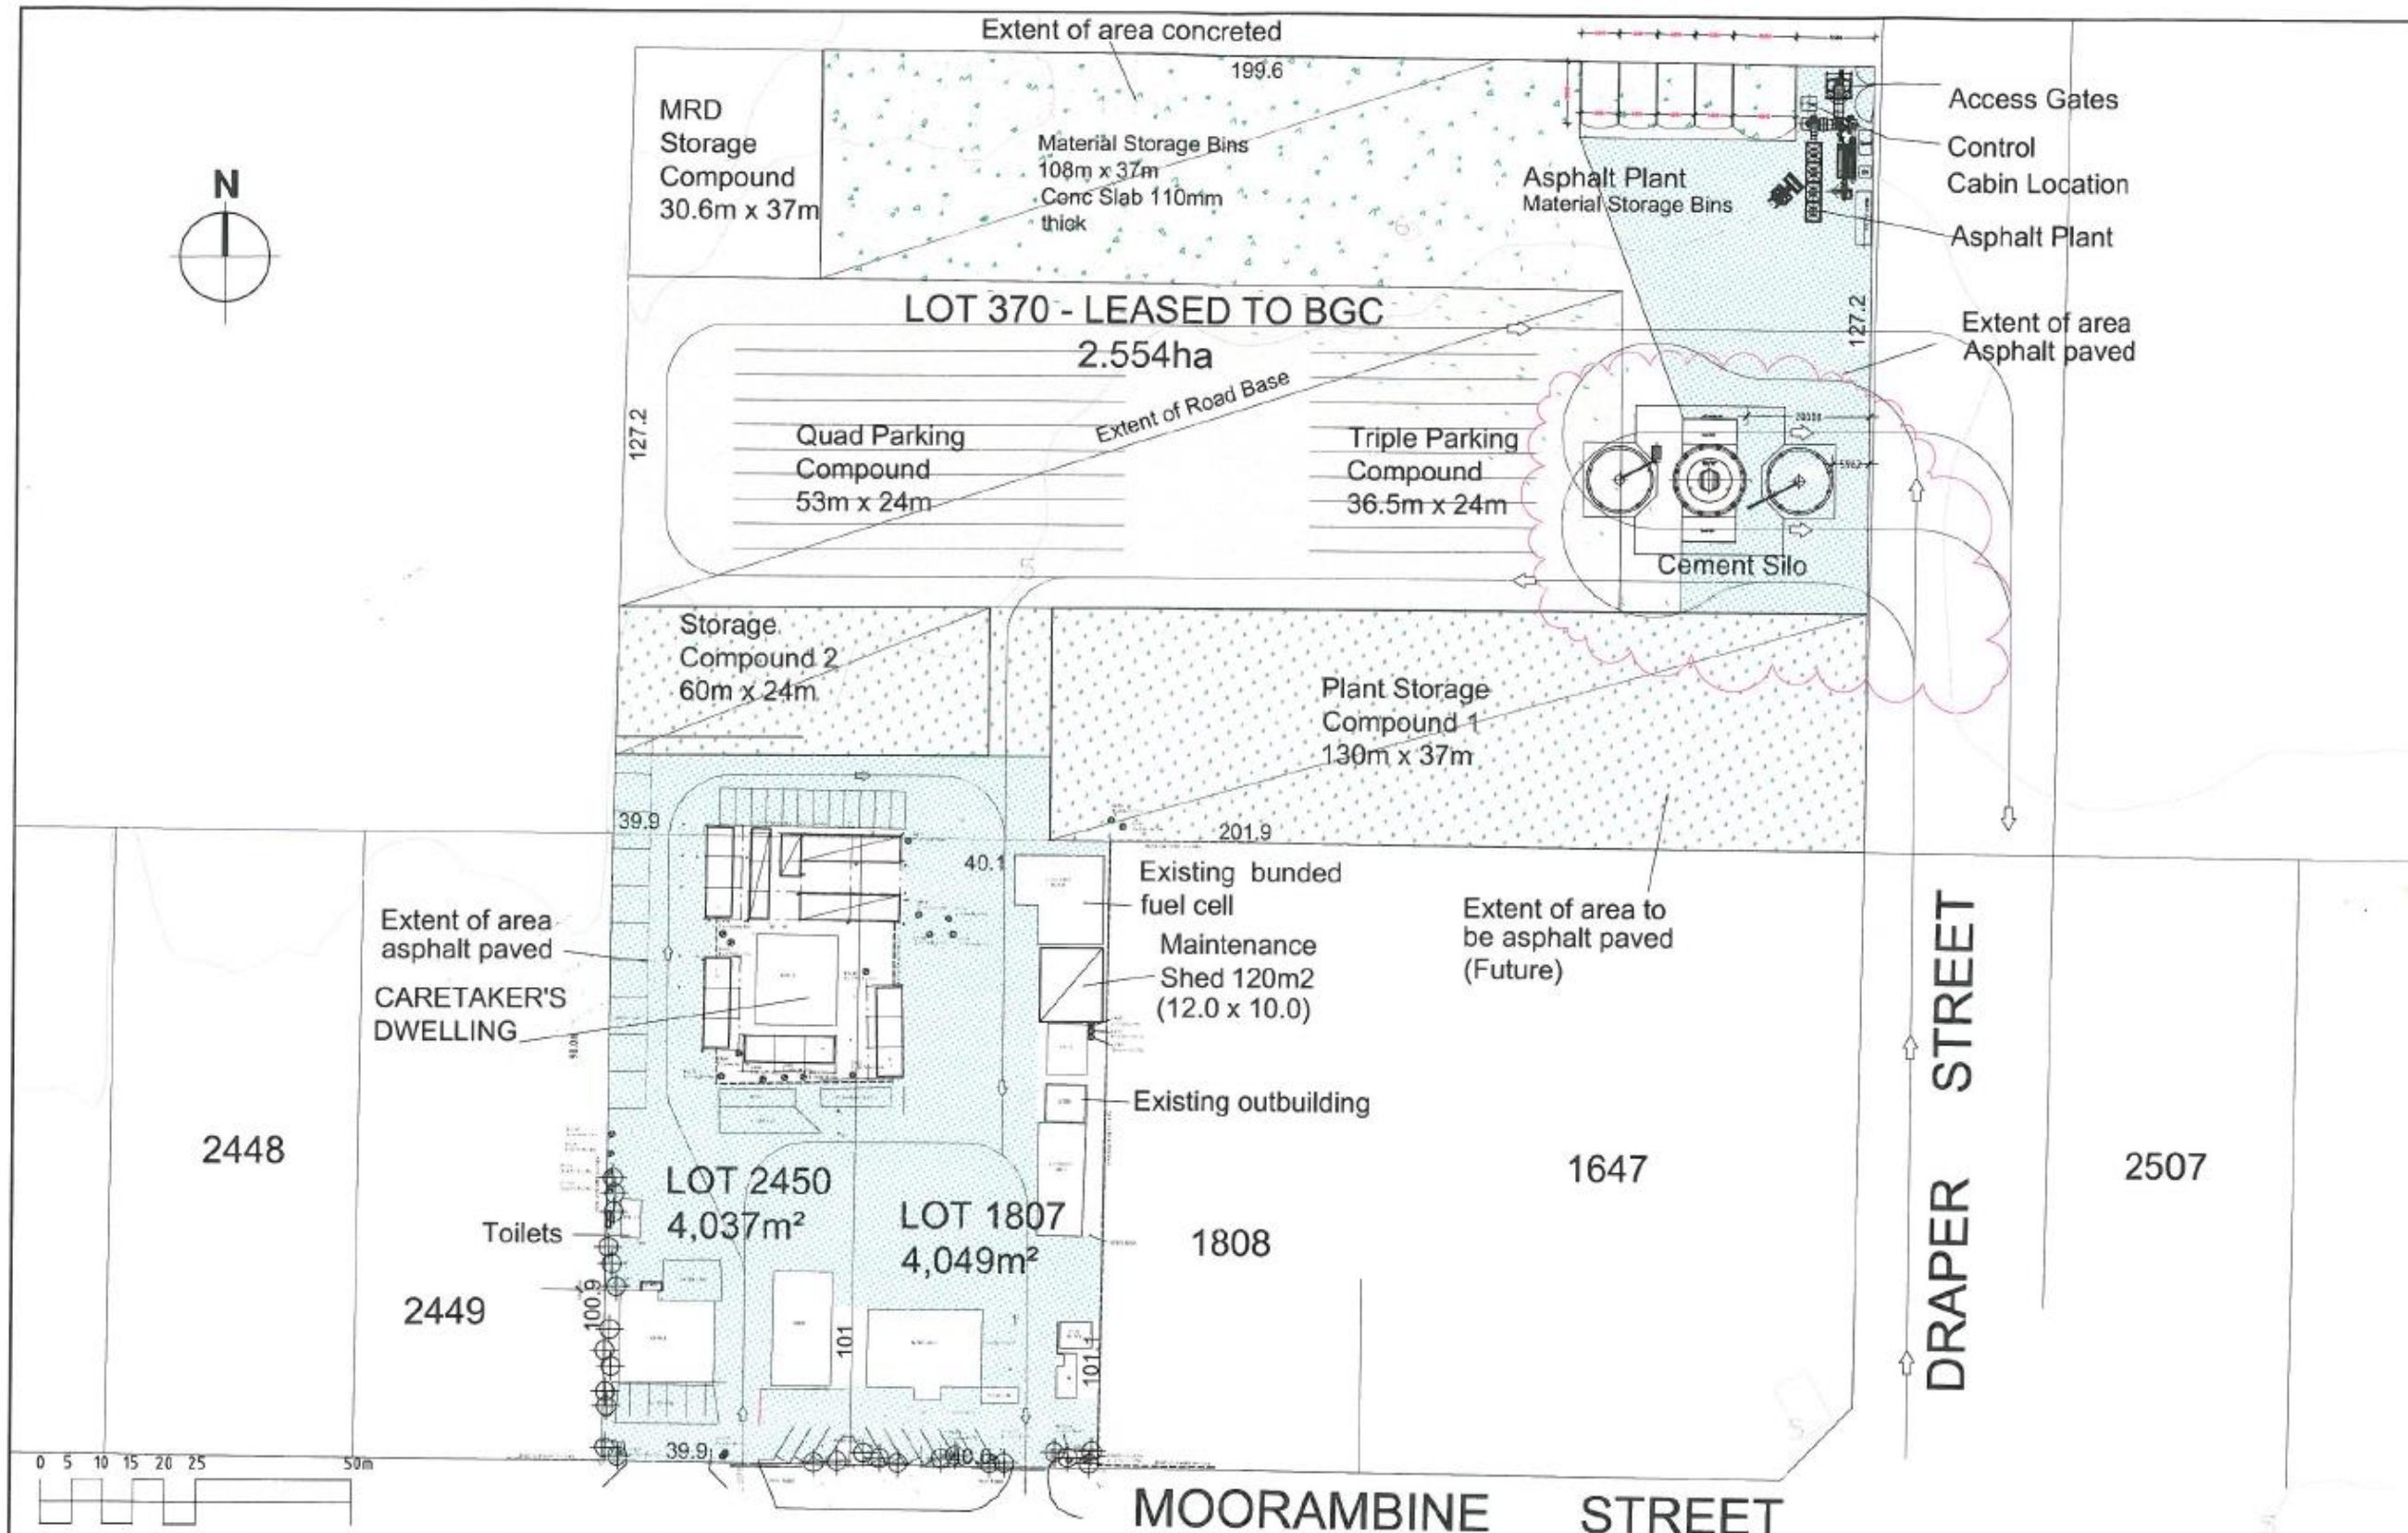 Extent of area concreted
199.6
MRD
Storage
Compound
30.6m x 37m
Material Storage Bins
108m x 37m
Conc Slab 110mm
thick
Asphalt Plant
Material Storage Bins
Access Gates
Control
Cabin Location
Asphalt Plant
N
LOT 370 - LEASED TO BGC
2.554ha
127.2
Extent of area
Asphalt paved
Extent of Road Base
127.2
Quad Parking
Compound
53m x 24m
Triple Parking
Compound
36.5m x 24m
Cement Silo
6
5
Storage
Compound 2
60m x 24m
Plant Storage
Compound 1
130m x 37m
39.9
201.9
40.1
Existing bunded
fuel cell
Maintenance
Shed 120m2
(12.0 x 10.0)
Extent of area to
be asphalt paved
(Future)
Extent of area
asphalt paved
CARETAKER'S
DWELLING
Existing outbuilding
2448
2449
LOT 2450
4,037m²
LOT 1807
4,049m²
1808
1647
2507
Toilets
100.9
101
101
39.9
5
DRAPER STREET
0 5 10 15 20 25 50m
MOORAMBINE STREET